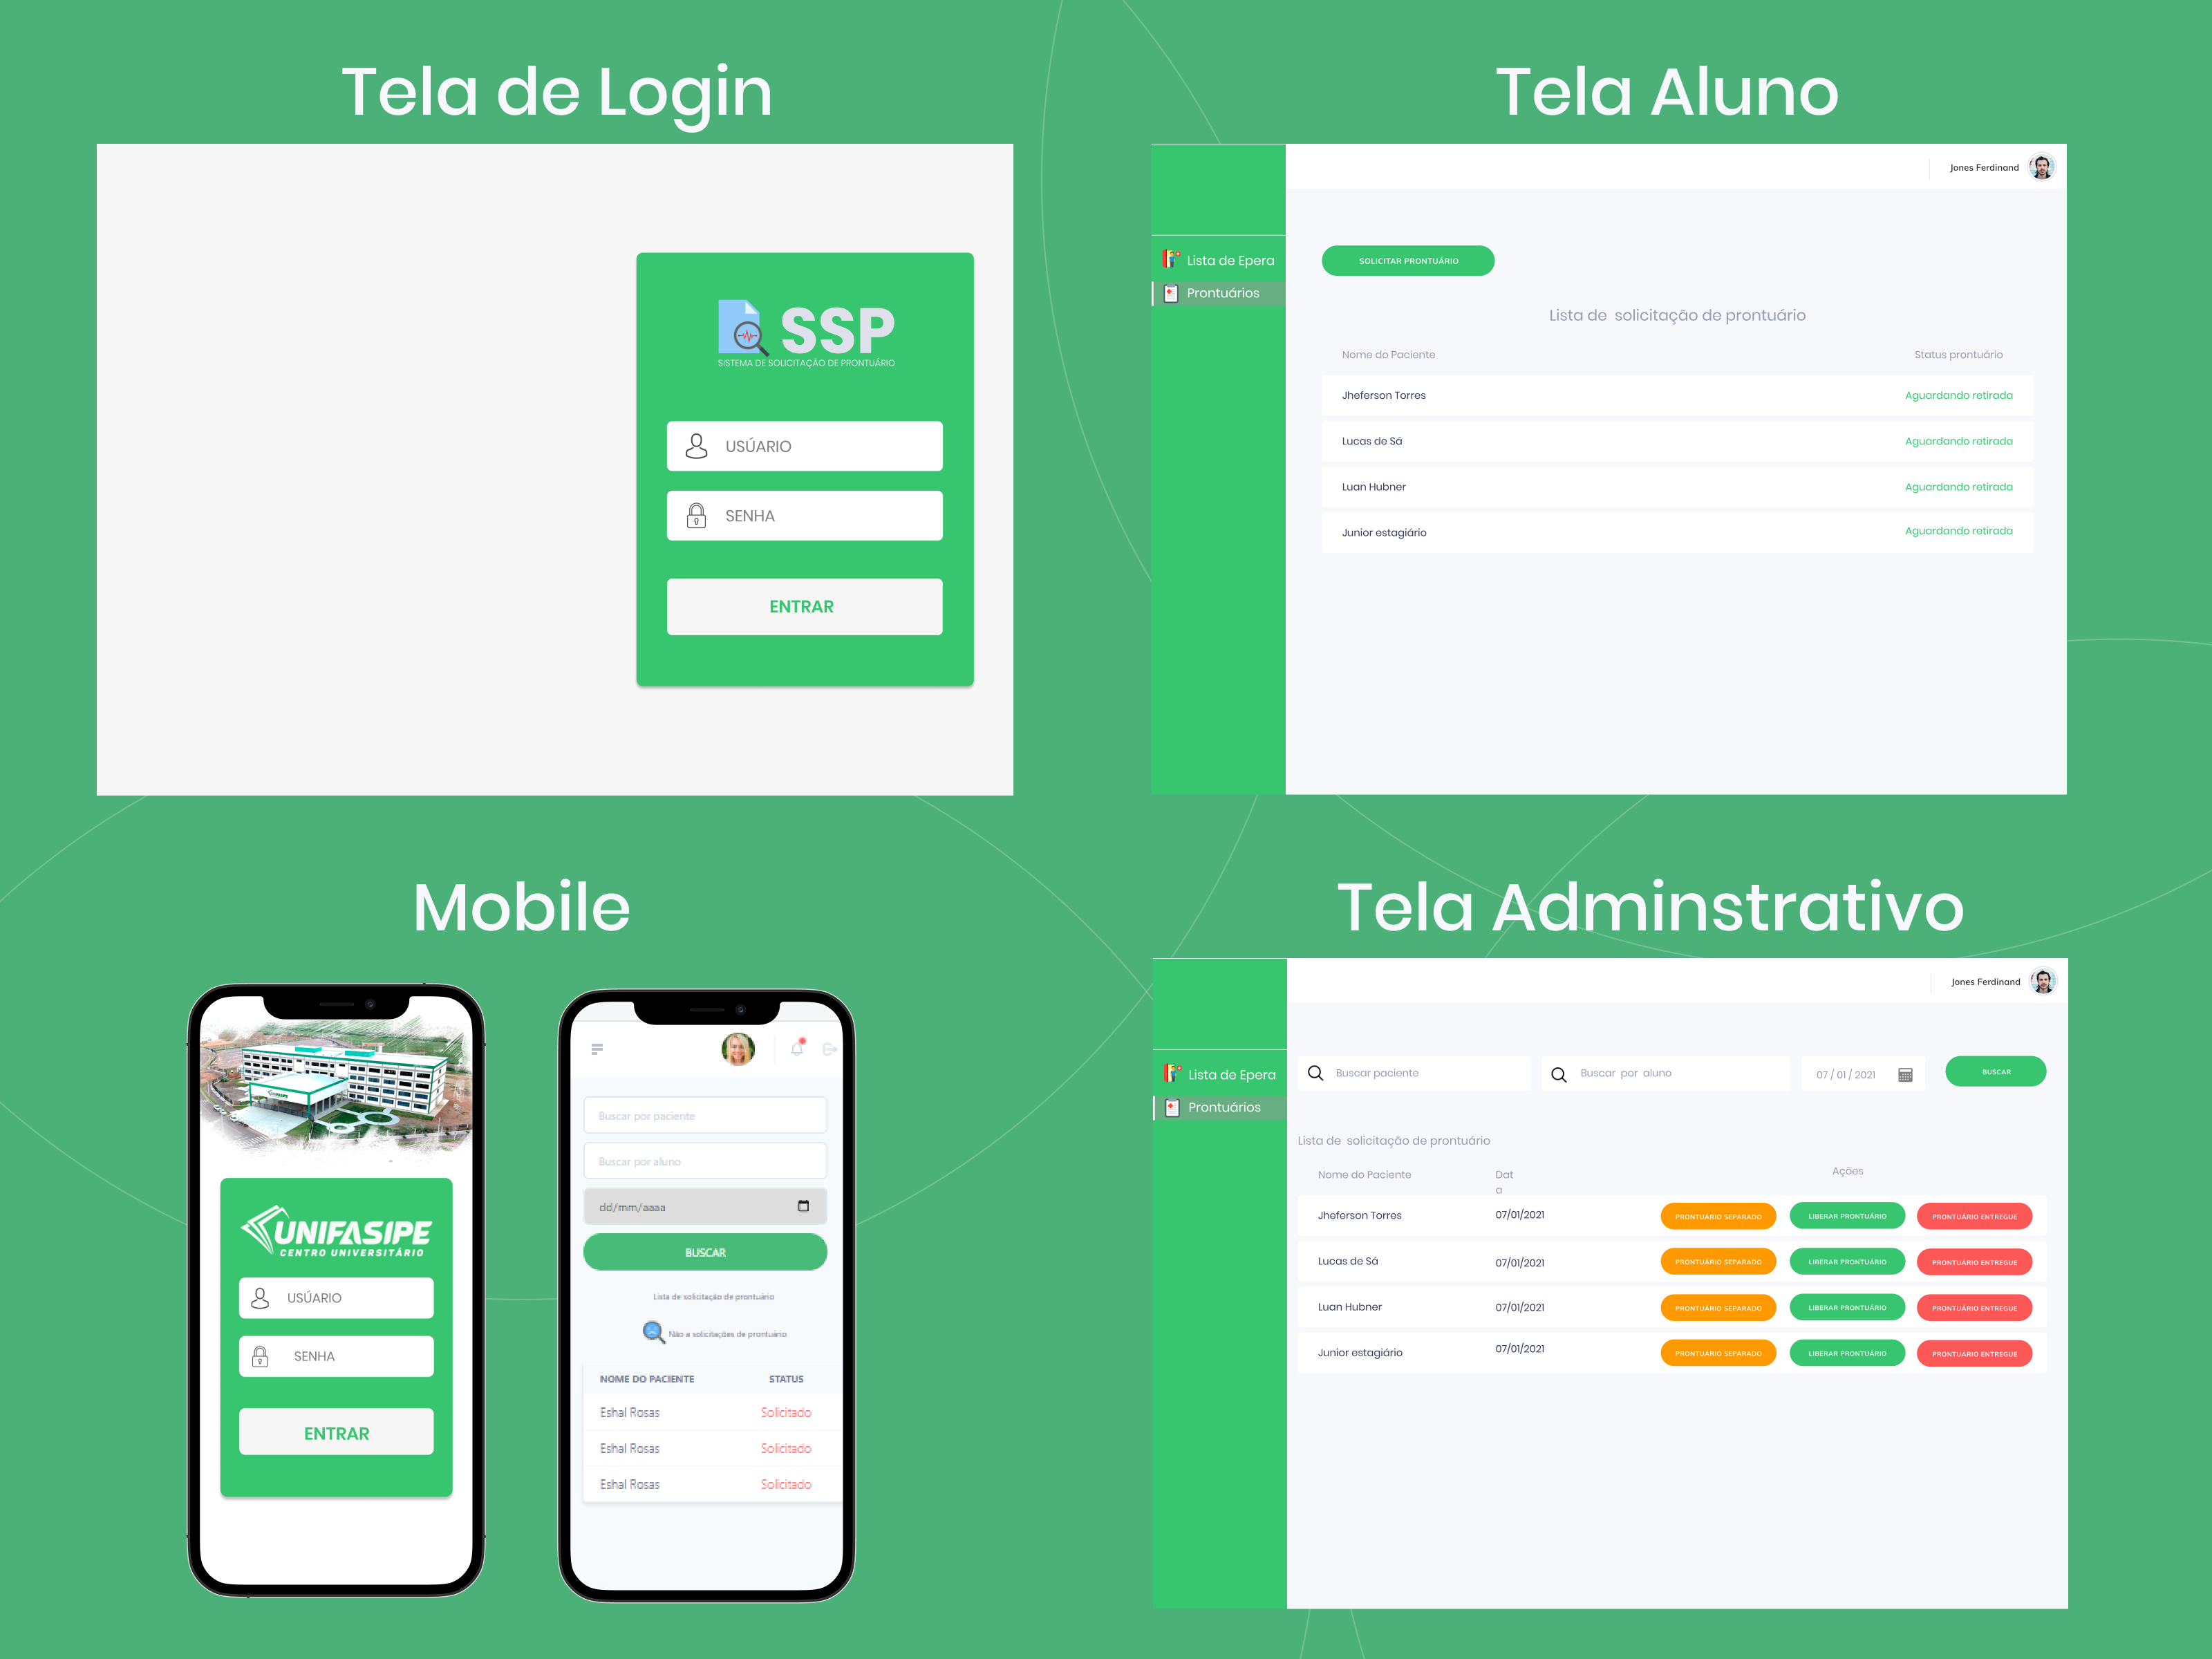 Tela de Login
SSP
SISTEMA DE SOLICITAÇÃO DE PRONTUÁRIO
USÚARIO
SENHA
ENTRAR
Tela Aluno
Jones Ferdinand
Lista de Epera
Prontuários
SOLICITAR PRONTUÁRIO
Lista de solicitação de prontuário
Nome do Paciente Status prontuário
Jheferson Torres Aguardando retirada
Lucas de Sá Aguardando retirada
Luan Hubner Aguardando retirada
Junior estagiário Aguardando retirada
Mobile
UNIFASIPE
UNIFASIPE
CENTRO UNIVERSITÁRIO
USÚARIO
SENHA
ENTRAR
Buscar por paciente
Buscar por aluno
dd/mm/aaaa
BUSCAR
Lista de solicitação de prontuário
Não a solicitações de prontuário
NOME DO PACIENTE STATUS
Eshal Rosas Solicitado
Eshal Rosas Solicitado
Eshal Rosas Solicitado
Tela Adminstrativo
Jones Ferdinand
Lista de Epera
Prontuários
Buscar paciente Buscar por aluno 07 / 01 / 2021 BUSCAR
Lista de solicitação de prontuário
Nome do Paciente Dat Ações
a
Jheferson Torres 07/01/2021 PRONTUÁRIO SEPARADO LIBERAR PRONTUÁRIO PRONTUÁRIO ENTREGUE
Lucas de Sá 07/01/2021 PRONTUÁRIO SEPARADO LIBERAR PRONTUÁRIO PRONTUÁRIO ENTREGUE
Luan Hubner 07/01/2021 PRONTUÁRIO SEPARADO LIBERAR PRONTUÁRIO PRONTUÁRIO ENTREGUE
Junior estagiário 07/01/2021 PRONTUÁRIO SEPARADO LIBERAR PRONTUÁRIO PRONTUÁRIO ENTREGUE